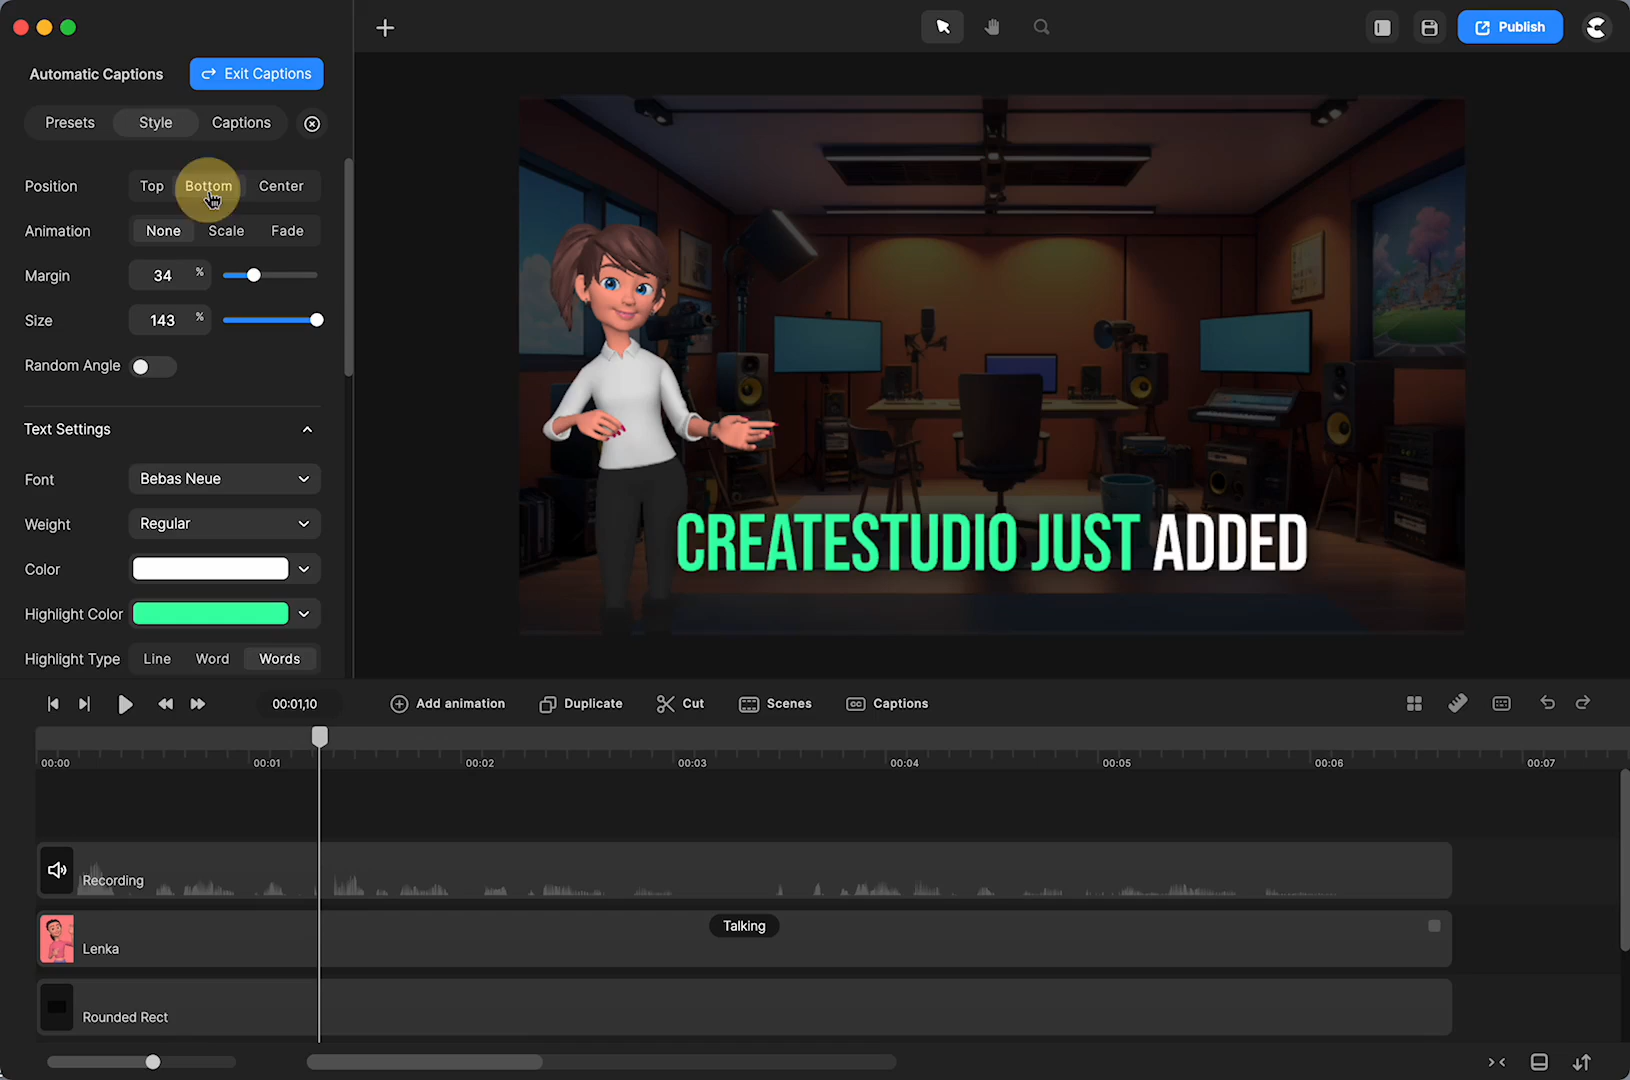 Publish
Automatic Captions
Exit Captions
Presets
Style
Captions
Position
Top
Bottom
Center
Animation
None
Scale
Fade
Margin
34
%
Size
143
%
Random Angle
Text Settings
Font
Bebas Neue
Weight
Regular
Color
Highlight Color
Highlight Type
Line
Word
Words
CREATESTUDIO JUST ADDED
00:01,10
Add animation
Duplicate
Cut
Scenes
CC Captions
00:00
00:01
00:02
00:03
00:04
00:05
00:06
00:07
Recording
Talking
Lenka
Rounded Rect